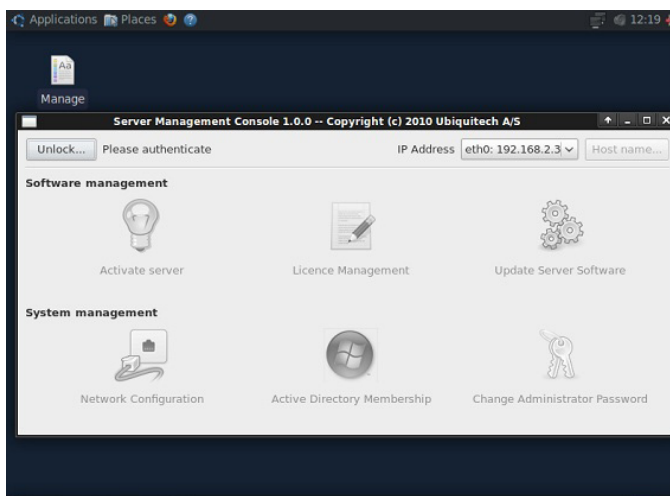 Applications Places 12:19
Aa
Manage
Server Management Console 1.0.0 -- Copyright (c) 2010 Ubiquitech A/S
Unlock... Please authenticate IP Address eth0: 192.168.2.3 Host name...
Software management
Activate server Licence Management Update Server Software
System management
Network Configuration Active Directory Membership Change Administrator Password